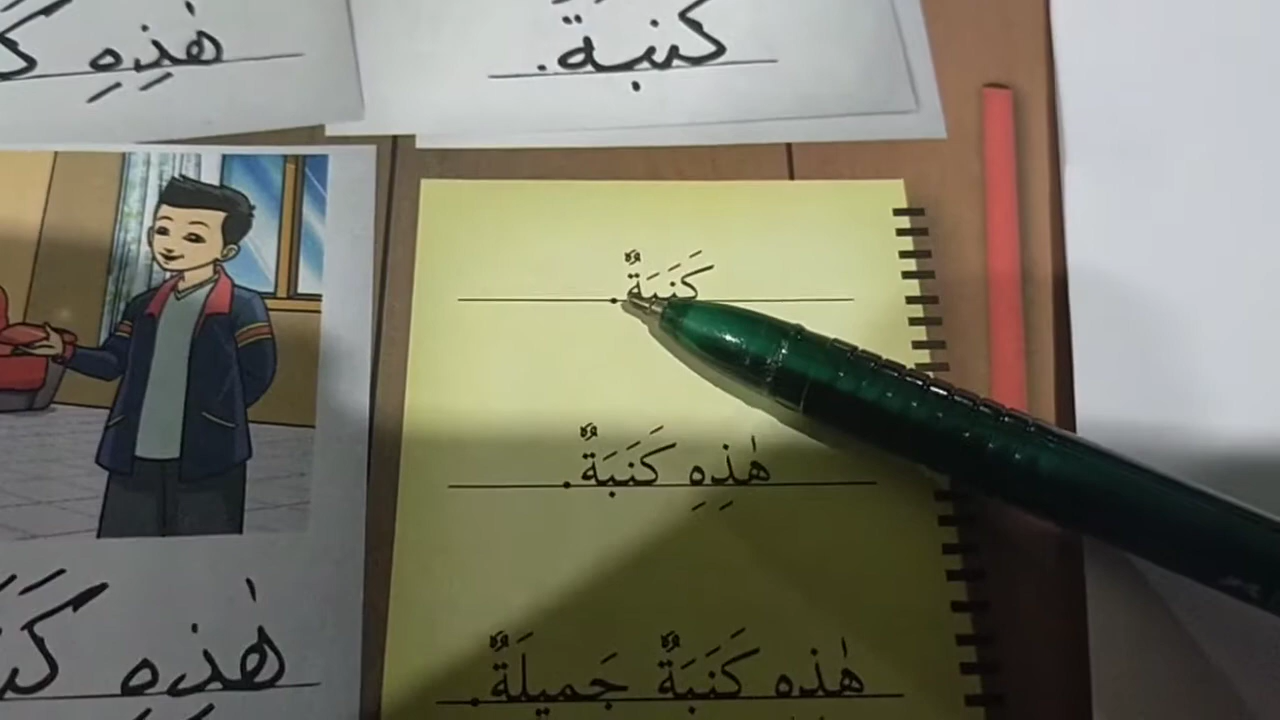 هٰذِهِ
كنبة.
كَنَبَةٌ.
هٰذِهِ كَنَبَةٌ.
هٰذِهِ
هٰذِهِ كَنَبَةٌ جَمِيلَةٌ.